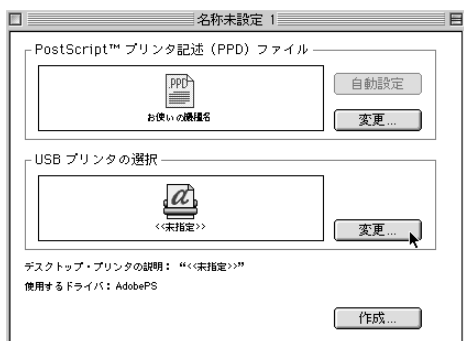 名称未設定 1
PostScript™ プリンタ記述（PPD）ファイル
.PPD
自動設定
お使いの機種名
変更...
USB プリンタの選択
a
<<未指定>>
変更...
デスクトップ・プリンタの説明： “<<未指定>>”
使用するドライバ：AdobePS
作成...